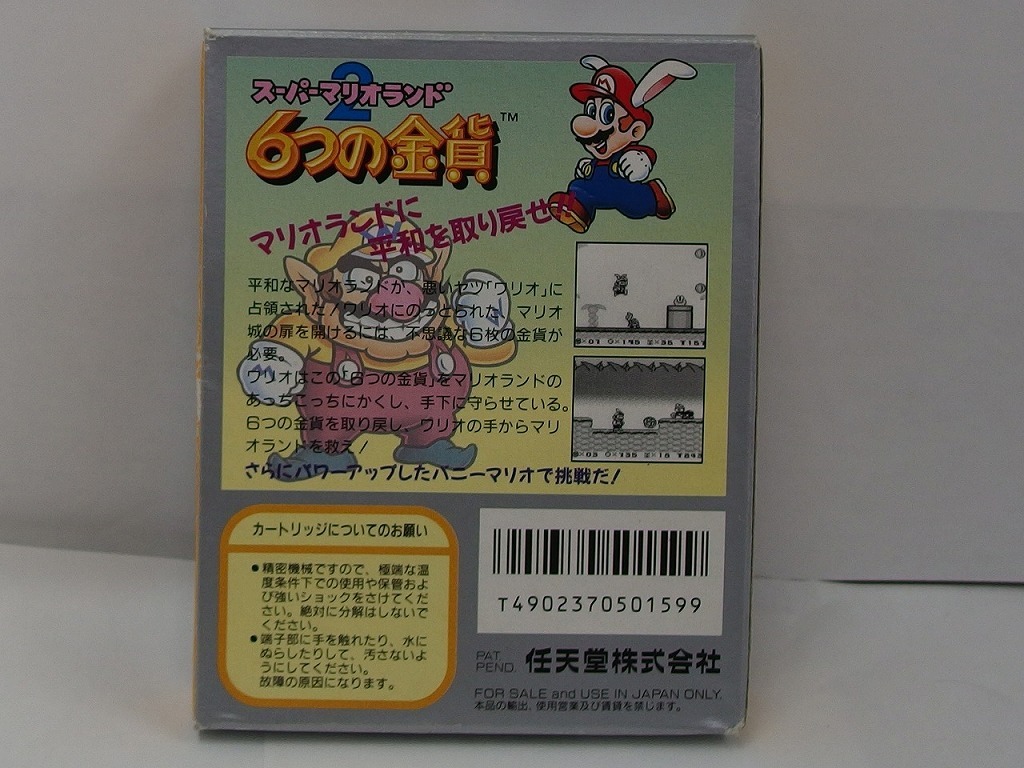 スーパーマリオランド2
6つの金貨™
マリオランドに
平和を取り戻せ!!
平和なマリオランドが、悪いヤツ「ワリオ」に
占領された!ワリオにのっとられた、マリオ
城の扉を開けるには、不思議な6枚の金貨が
必要。
ワリオはこの「6つの金貨」をマリオランドの
あっちこっちにかくし、手下に守らせている。
6つの金貨を取り戻し、ワリオの手からマリ
オランドを救え!
さらにパワーアップしたバニーマリオで挑戦だ!
カートリッジについてのお願い
●精密機械ですので、極端な温
度条件下での使用や保管およ
び強いショックをさけてくだ
さい。絶対に分解はしないで
ください。
●端子部に手を触れたり、水に
ぬらしたりして、汚さないよ
うにしてください。
故障の原因になります。
T4902370501599
PAT.
PEND.
任天堂株式会社
FOR SALE and USE IN JAPAN ONLY.
本品の輸出、使用営業及び賃貸を禁じます。